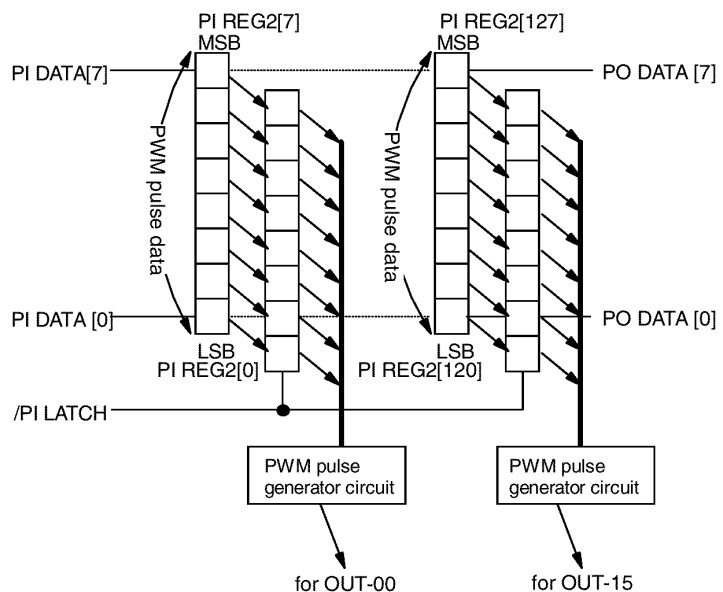 PI REG2[7]
MSB
PI REG2[127]
MSB
PI DATA[7]
PO DATA [7]
PWM pulse data
PWM pulse data
PI DATA [0]
PO DATA [0]
LSB
PI REG2[0]
LSB
PI REG2[120]
/PI LATCH
PWM pulse
generator circuit
PWM pulse
generator circuit
for OUT-00
for OUT-15